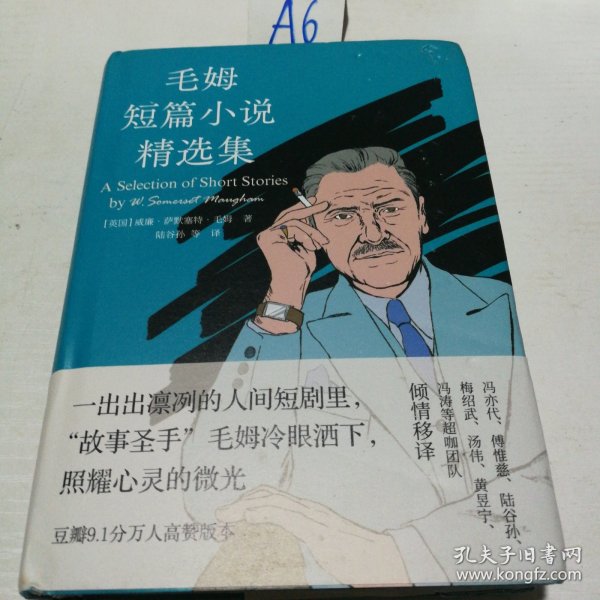 A6
毛姆
短篇小说
精选集
A Selection of Short Stories
by W. Somerset Maugham
[英国] 威廉·萨默塞特·毛姆 著
陆谷孙 等 译
一出出凛冽的人间短剧里，
“故事圣手”毛姆冷眼洒下，
照耀心灵的微光
豆瓣9.1分万人高赞版本
冯亦代、傅惟慈、陆谷孙、
梅绍武、汤伟、黄昱宁、
冯涛等超咖团队
倾情移译
孔夫子旧书网
www.kongfz.com